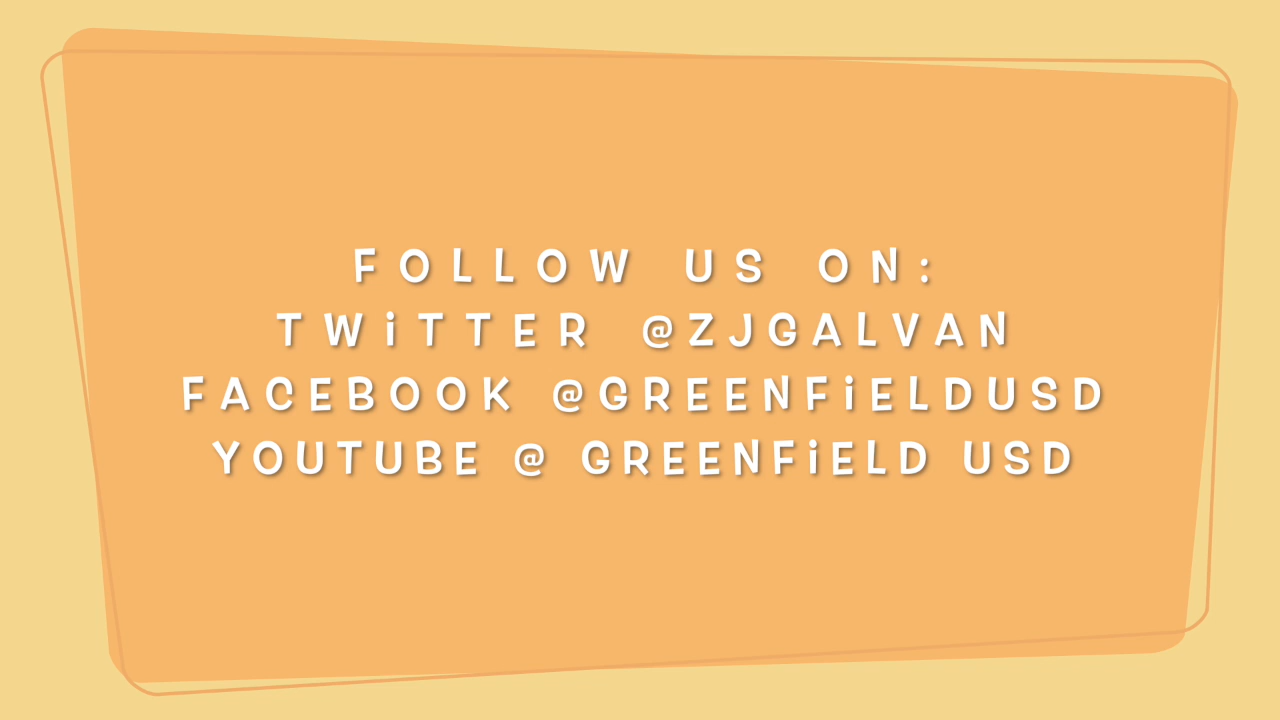 FOLLOW US ON:
TWiTTER @ZJGALVAN
FACEBOOK @GREENFiELDUSD
YOUTUBE @ GREENFiELD USD